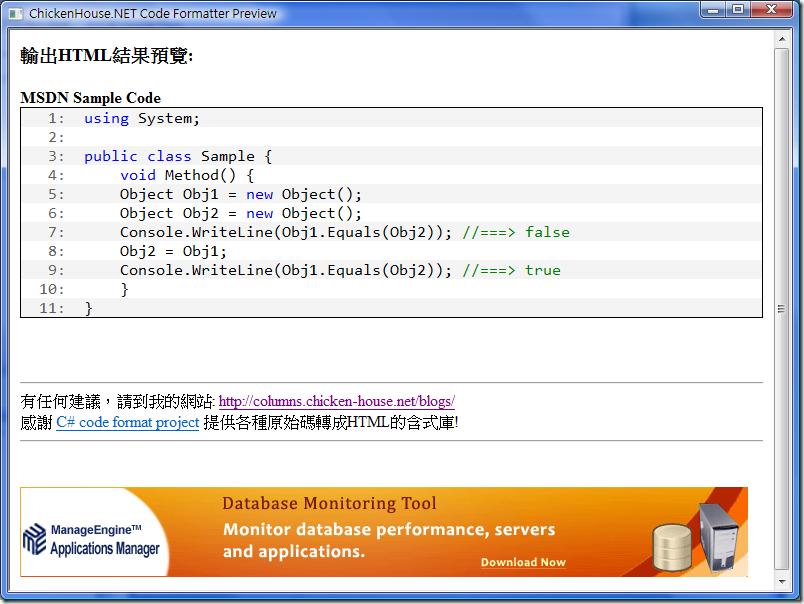 ChickenHouse.NET Code Formatter Preview
輸出HTML結果預覽:
MSDN Sample Code
1: using System;
2:
3: public class Sample {
4: void Method() {
5: Object Obj1 = new Object();
6: Object Obj2 = new Object();
7: Console.WriteLine(Obj1.Equals(Obj2)); //===> false
8: Obj2 = Obj1;
9: Console.WriteLine(Obj1.Equals(Obj2)); //===> true
10: }
11: }
有任何建議，請到我的網站: http://columns.chicken-house.net/blogs/
感謝 C# code format project 提供各種原始碼轉成HTML的含式庫!
ManageEngine™
Applications Manager
Database Monitoring Tool
Monitor database performance, servers
and applications.
Download Now